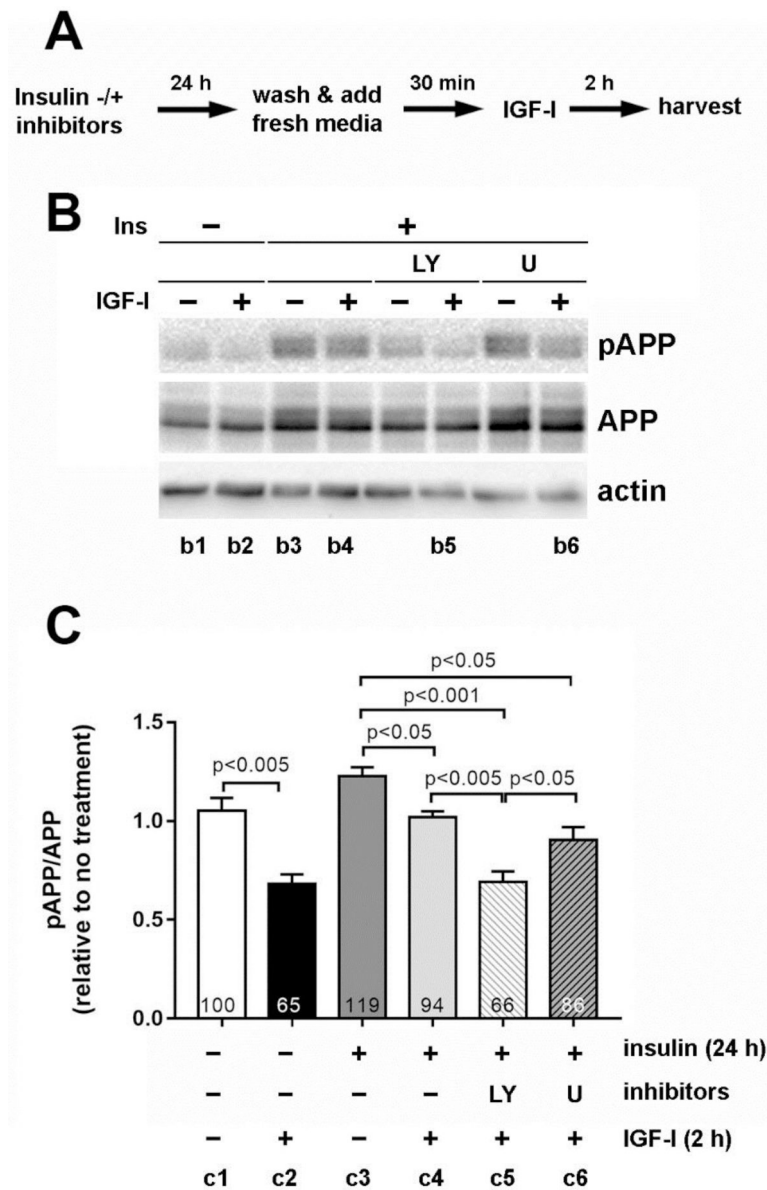 A
Insulin -/+
inhibitors
24 h
wash & add
fresh media
30 min
IGF-I
2 h
harvest
B
Ins − +
LY U
IGF-I − + − + − + − +
pAPP
APP
actin
b1 b2 b3 b4 b5 b6
C
pAPP/APP
(relative to no treatment)
1.5
1.0
0.5
0.0
p<0.05
p<0.001
p<0.005 p<0.05
p<0.005 p<0.05
100 65 119 94 66 86
− − + + + + insulin (24 h)
− − − − LY U inhibitors
− + − + + + IGF-I (2 h)
c1 c2 c3 c4 c5 c6